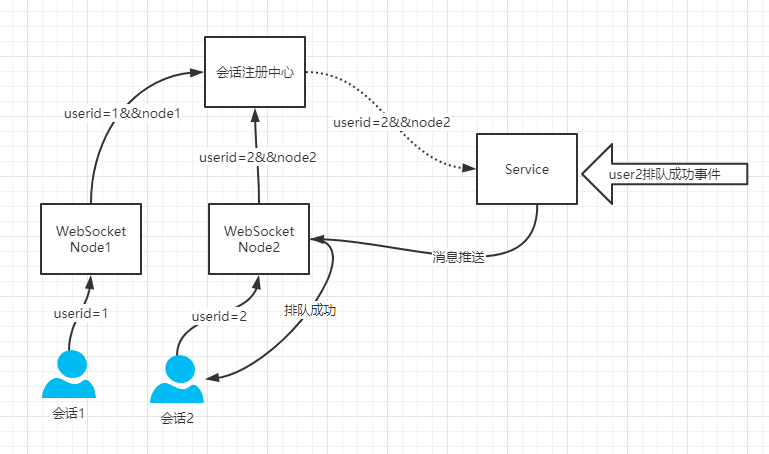 会话注册中心
userid=1&&node1
userid=2&&node2
userid=2&&node2
Service
user2排队成功事件
WebSocket
Node1
WebSocket
Node2
消息推送
userid=1
userid=2
排队成功
会话1
会话2